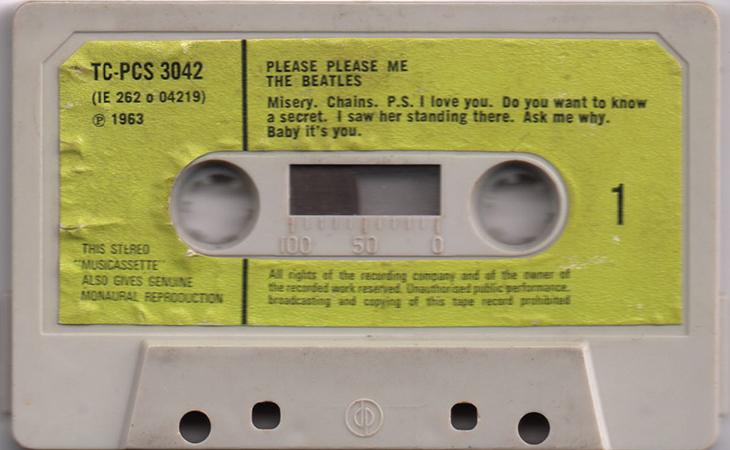 TC-PCS 3042
(IE 262 o 04219)
℗ 1963
PLEASE PLEASE ME
THE BEATLES
Misery. Chains. P.S. I love you. Do you want to know
a secret. I saw her standing there. Ask me why.
Baby it's you.
1
100 50 0
THIS STEREO
"MUSICASSETTE"
ALSO GIVES GENUINE
MONAURAL REPRODUCTION
All rights of the recording company and of the owner of
the recorded work reserved. Unauthorised public performance,
broadcasting and copying of this tape record prohibited